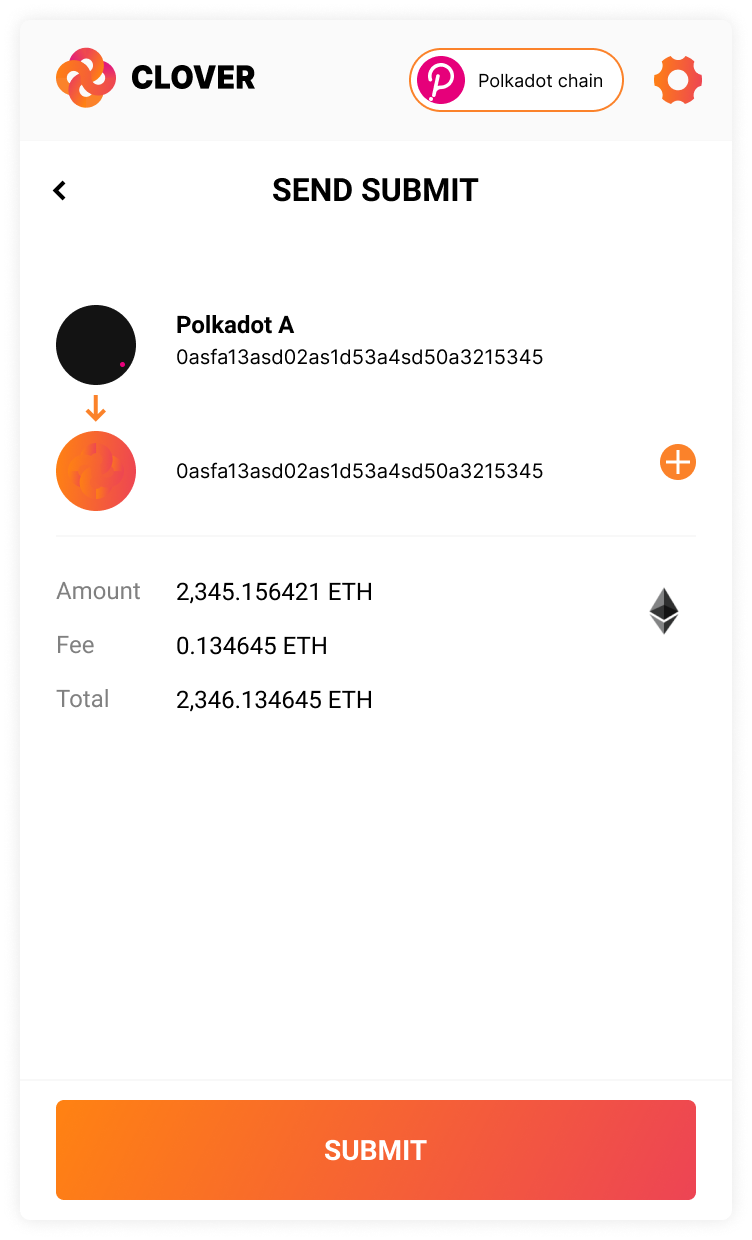 CLOVER
Polkadot chain
SEND SUBMIT
Polkadot A
0asfa13asd02as1d53a4sd50a3215345
0asfa13asd02as1d53a4sd50a3215345
Amount 2,345.156421 ETH
Fee 0.134645 ETH
Total 2,346.134645 ETH
SUBMIT